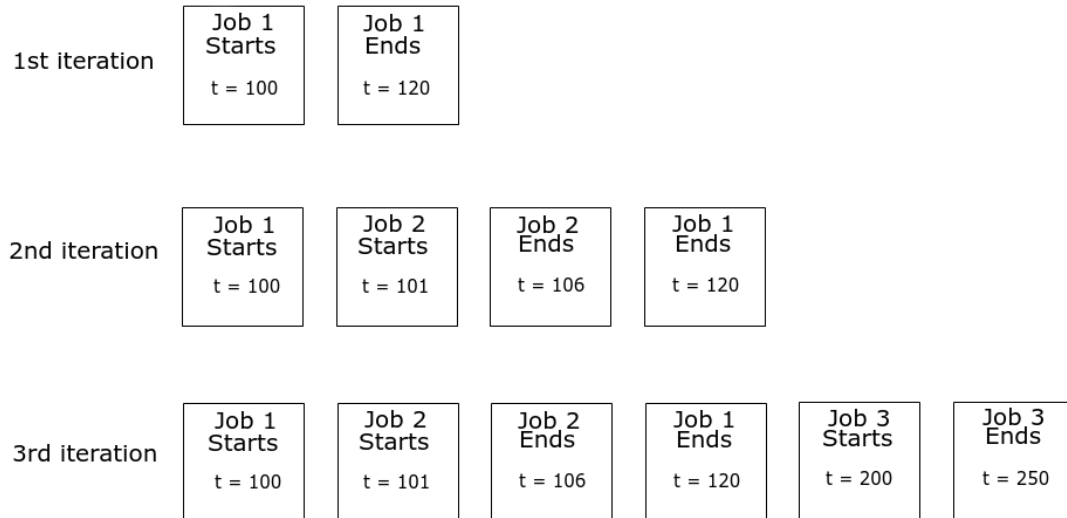 1st iteration
Job 1
Starts
t = 100
Job 1
Ends
t = 120
2nd iteration
Job 1
Starts
t = 100
Job 2
Starts
t = 101
Job 2
Ends
t = 106
Job 1
Ends
t = 120
3rd iteration
Job 1
Starts
t = 100
Job 2
Starts
t = 101
Job 2
Ends
t = 106
Job 1
Ends
t = 120
Job 3
Starts
t = 200
Job 3
Ends
t = 250